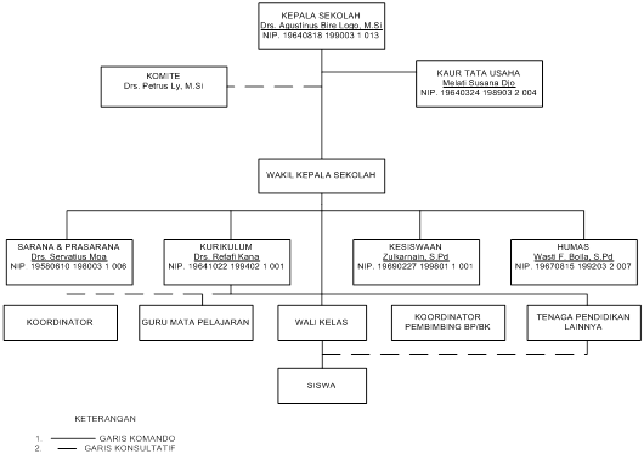 KEPALA SEKOLAH
Drs. Agustinus Bire Logo, M.Si
NIP. 19640818 199003 1 013
KOMITE
Drs. Petrus Ly, M.Si
KAUR TATA USAHA
Melati Susana Djo
NIP. 19640324 198903 2 004
WAKIL KEPALA SEKOLAH
SARANA & PRASARANA
Drs. Servatius Moa
NIP 19580810 198003 1 006
KURIKULUM
Drs. Refafi Kana
NIP. 19641022 199402 1 001
KESISWAAN
Zulkarnain, S.Pd
NIP. 19690227 199801 1 001
HUMAS
Wasti F. Bolla, S.Pd
NIP. 19670815 199203 2 007
KOORDINATOR
GURU MATA PELAJARAN
WALI KELAS
KOORDINATOR
PEMBIMBING BP/BK
TENAGA PENDIDIKAN
LAINNYA
SISWA
KETERANGAN
1. GARIS KOMANDO
2. GARIS KONSULTATIF